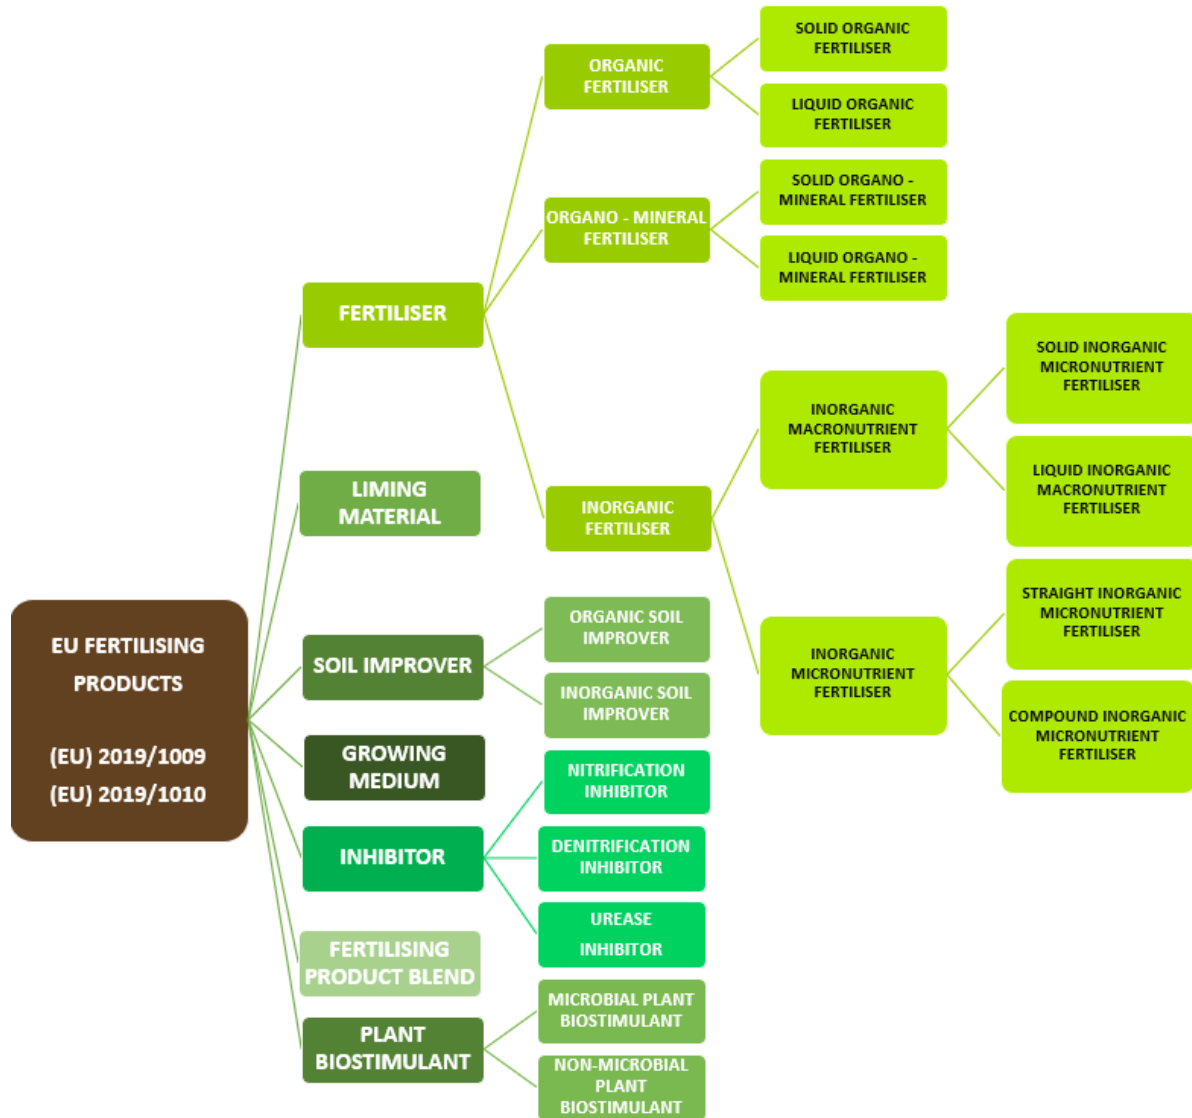 EU FERTILISING
PRODUCTS
(EU) 2019/1009
(EU) 2019/1010
FERTILISER
LIMING
MATERIAL
SOIL IMPROVER
GROWING
MEDIUM
INHIBITOR
FERTILISING
PRODUCT BLEND
PLANT
BIOSTIMULANT
ORGANIC
FERTILISER
ORGANO - MINERAL
FERTILISER
INORGANIC
FERTILISER
ORGANIC SOIL
IMPROVER
INORGANIC SOIL
IMPROVER
NITRIFICATION
INHIBITOR
DENITRIFICATION
INHIBITOR
UREASE
INHIBITOR
MICROBIAL PLANT
BIOSTIMULANT
NON-MICROBIAL
PLANT
BIOSTIMULANT
SOLID ORGANIC
FERTILISER
LIQUID ORGANIC
FERTILISER
SOLID ORGANO -
MINERAL FERTILISER
LIQUID ORGANO -
MINERAL FERTILISER
INORGANIC
MACRONUTRIENT
FERTILISER
INORGANIC
MICRONUTRIENT
FERTILISER
SOLID INORGANIC
MICRONUTRIENT
FERTILISER
LIQUID INORGANIC
MACRONUTRIENT
FERTILISER
STRAIGHT INORGANIC
MICRONUTRIENT
FERTILISER
COMPOUND INORGANIC
MICRONUTRIENT
FERTILISER